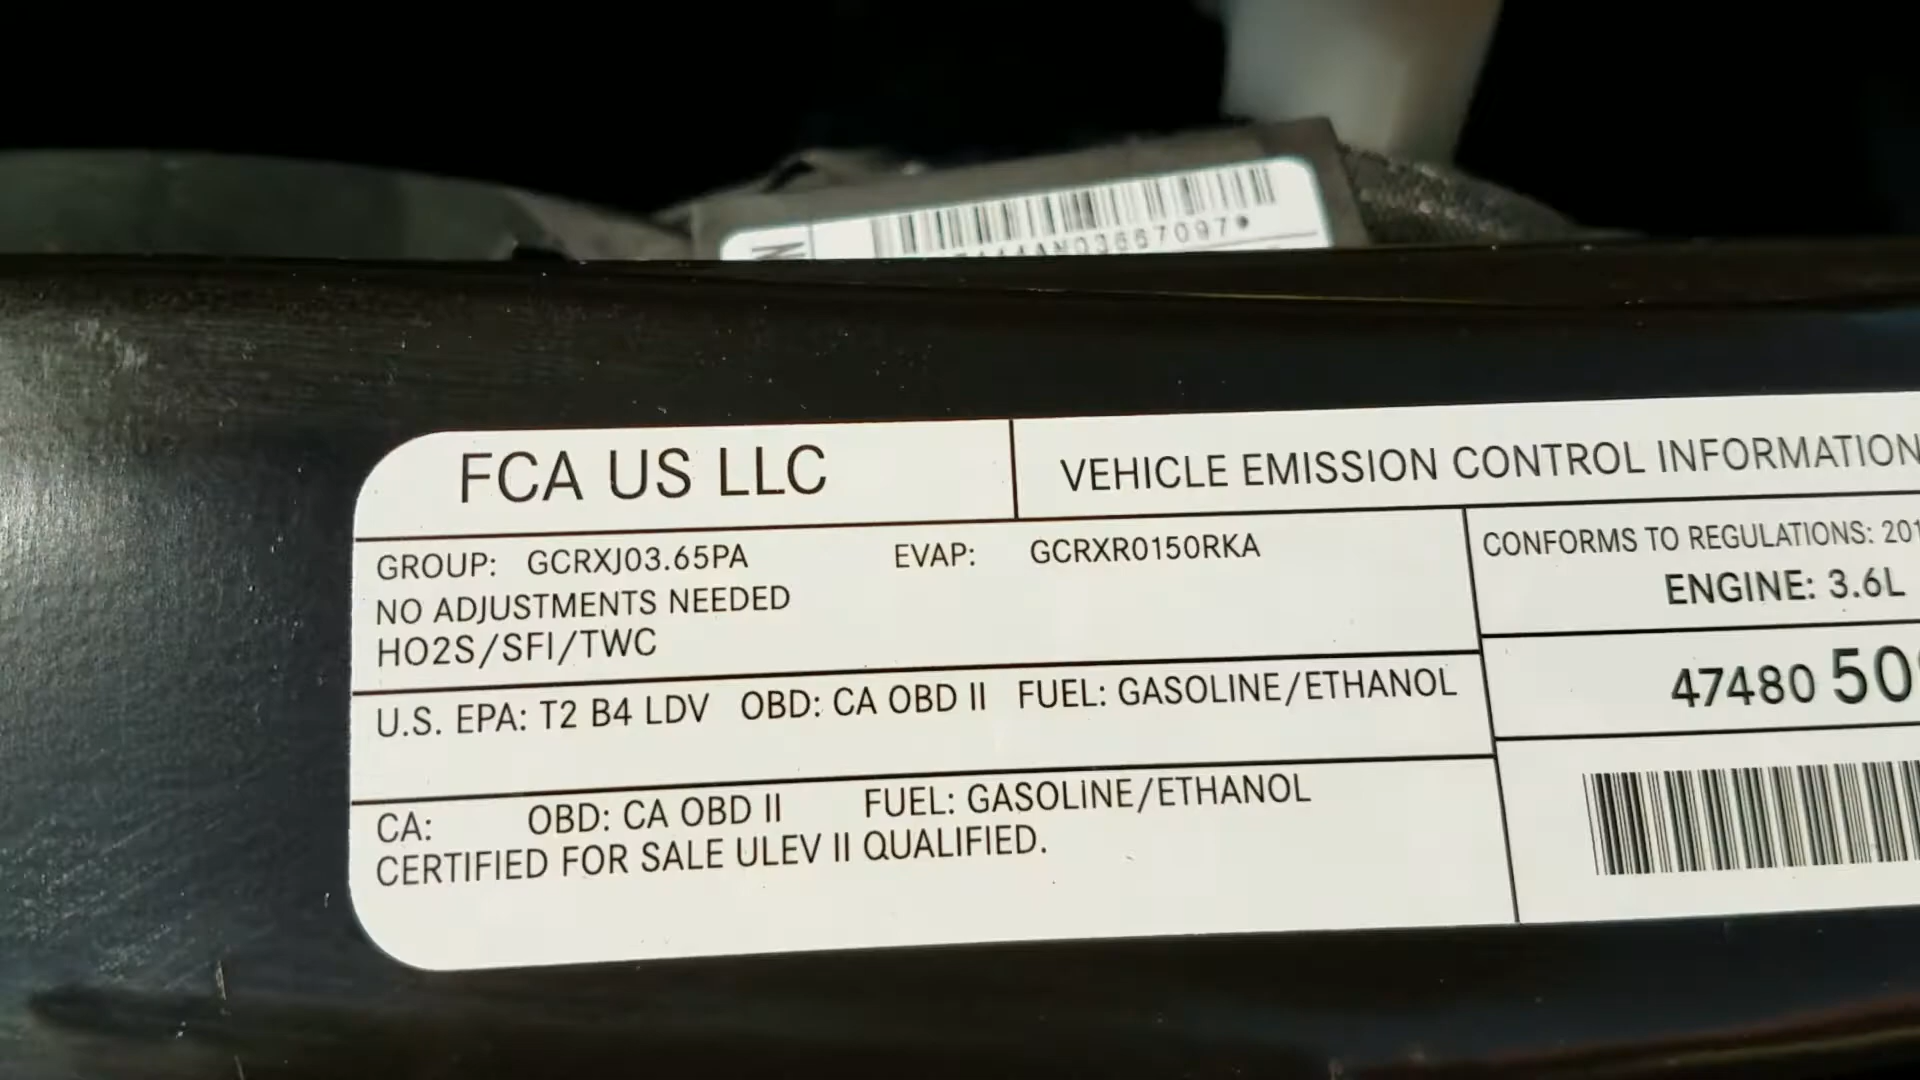 FCA US LLC
VEHICLE EMISSION CONTROL INFORMATION
GROUP: GCRXJ03.65PA EVAP: GCRXR0150RKA
NO ADJUSTMENTS NEEDED
HO2S/SFI/TWC
CONFORMS TO REGULATIONS:
ENGINE: 3.6L
U.S. EPA: T2 B4 LDV OBD: CA OBD II FUEL: GASOLINE/ETHANOL
47480
CA: OBD: CA OBD II FUEL: GASOLINE/ETHANOL
CERTIFIED FOR SALE ULEV II QUALIFIED.